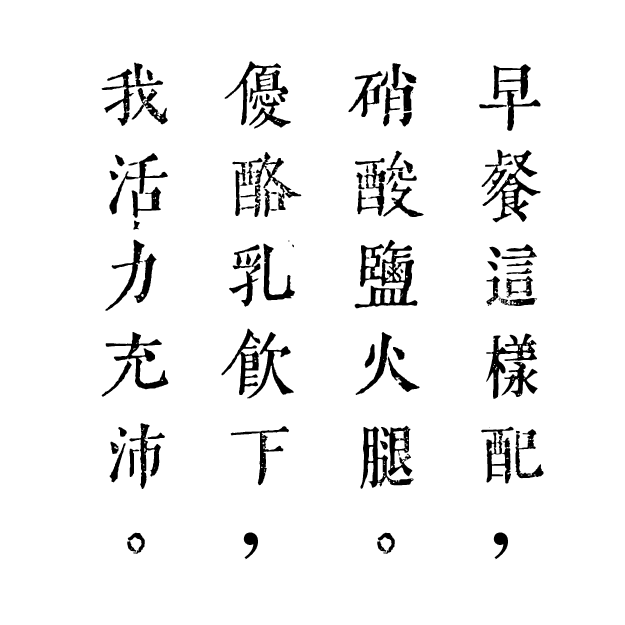 早餐這樣配，
硝酸鹽火腿。
優酪乳飲下，
我活力充沛。